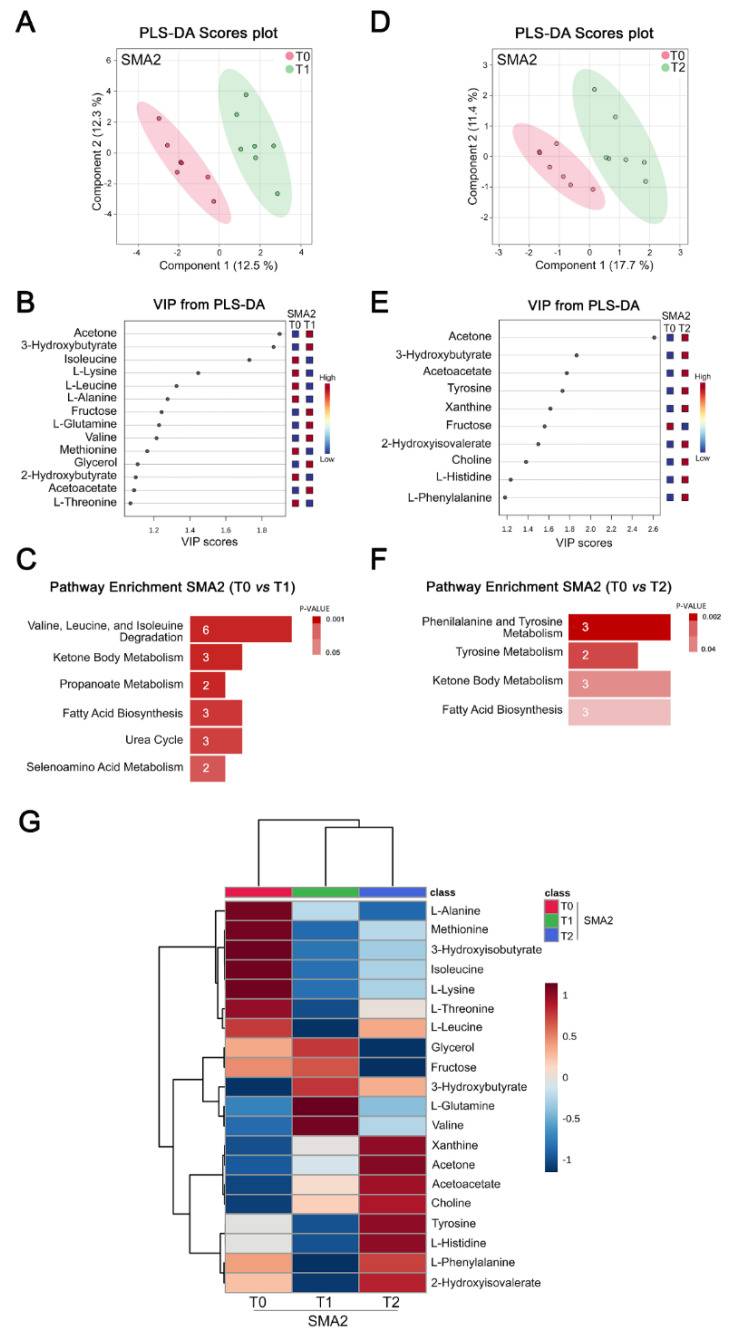 A
PLS-DA Scores plot
SMA2
T0
T1
6
4
2
0
-2
-4
Component 2 (12.3 %)
-4
-2
0
2
4
Component 1 (12.5 %)
D
PLS-DA Scores plot
SMA2
T0
T2
3
2
1
0
-1
-2
Component 2 (11.4 %)
-3
-2
-1
0
1
2
3
Component 1 (17.7 %)
B
VIP from PLS-DA
SMA2
T0 T1
Acetone
3-Hydroxybutyrate
Isoleucine
L-Lysine
L-Leucine
L-Alanine
Fructose
L-Glutamine
Valine
Methionine
Glycerol
2-Hydroxybutyrate
Acetoacetate
L-Threonine
High
Low
1.2
1.4
1.6
1.8
VIP scores
E
VIP from PLS-DA
SMA2
T0 T2
Acetone
3-Hydroxybutyrate
Acetoacetate
Tyrosine
Xanthine
Fructose
2-Hydroxyisovalerate
Choline
L-Histidine
L-Phenylalanine
High
Low
1.2
1.4
1.6
1.8
2.0
2.2
2.4
2.6
VIP scores
C
Pathway Enrichment SMA2 (T0 vs T1)
P-VALUE
0.001
0.05
Valine, Leucine, and Isoleuine
Degradation
6
Ketone Body Metabolism
3
Propanoate Metabolism
2
Fatty Acid Biosynthesis
3
Urea Cycle
3
Selenoamino Acid Metabolism
2
F
Pathway Enrichment SMA2 (T0 vs T2)
P-VALUE
0.002
0.04
Phenilalanine and Tyrosine
Metabolism
3
Tyrosine Metabolism
2
Ketone Body Metabolism
3
Fatty Acid Biosynthesis
3
G
class
L-Alanine
Methionine
3-Hydroxyisobutyrate
Isoleucine
L-Lysine
L-Threonine
L-Leucine
Glycerol
Fructose
3-Hydroxybutyrate
L-Glutamine
Valine
Xanthine
Acetone
Acetoacetate
Choline
Tyrosine
L-Histidine
L-Phenylalanine
2-Hydroxyisovalerate
T0
T1
T2
SMA2
class
T0
T1
T2
SMA2
1
0.5
0
-0.5
-1